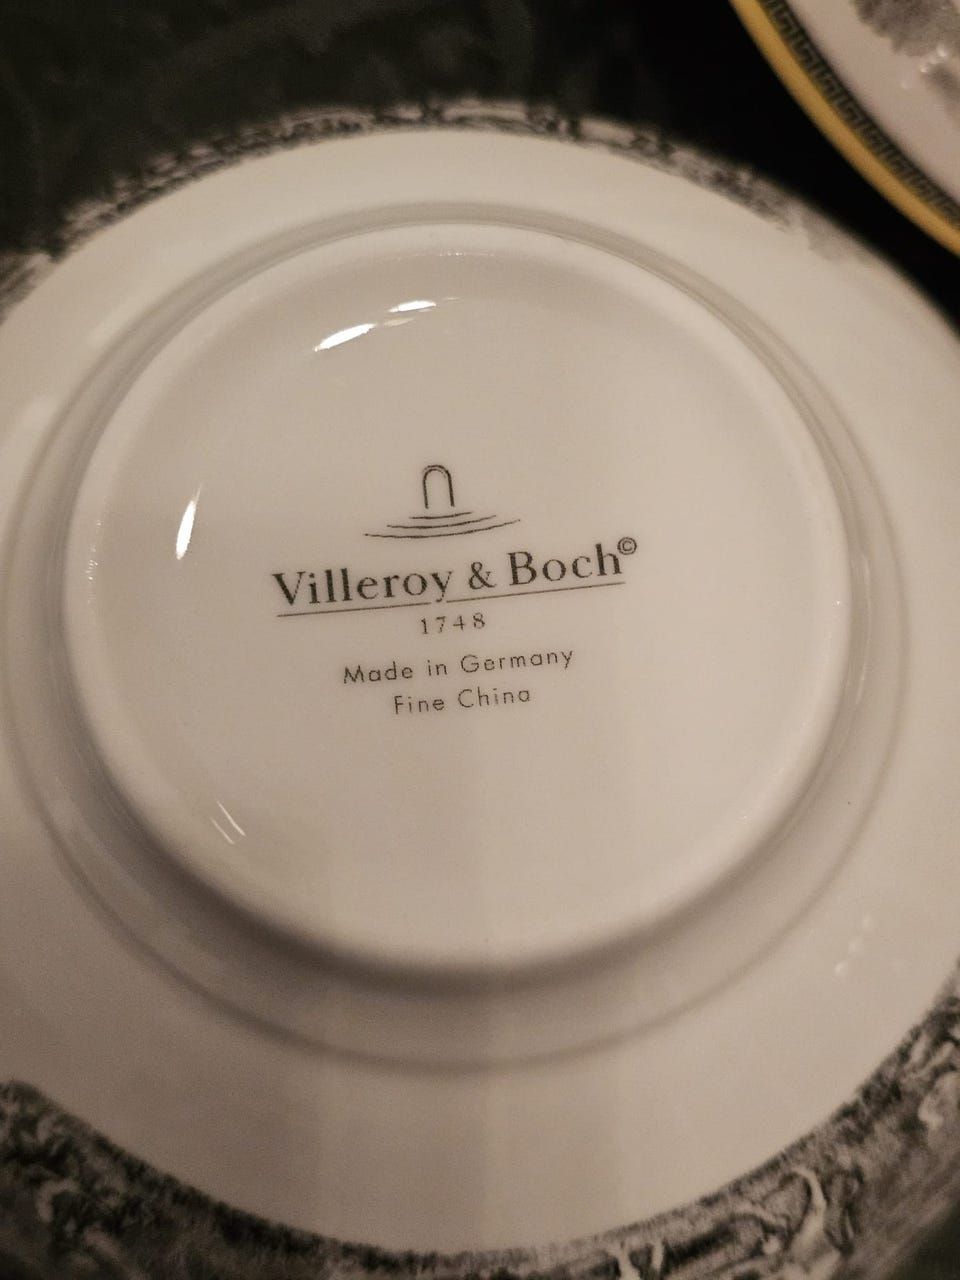 Villeroy & Boch©
1748
Made in Germany
Fine China